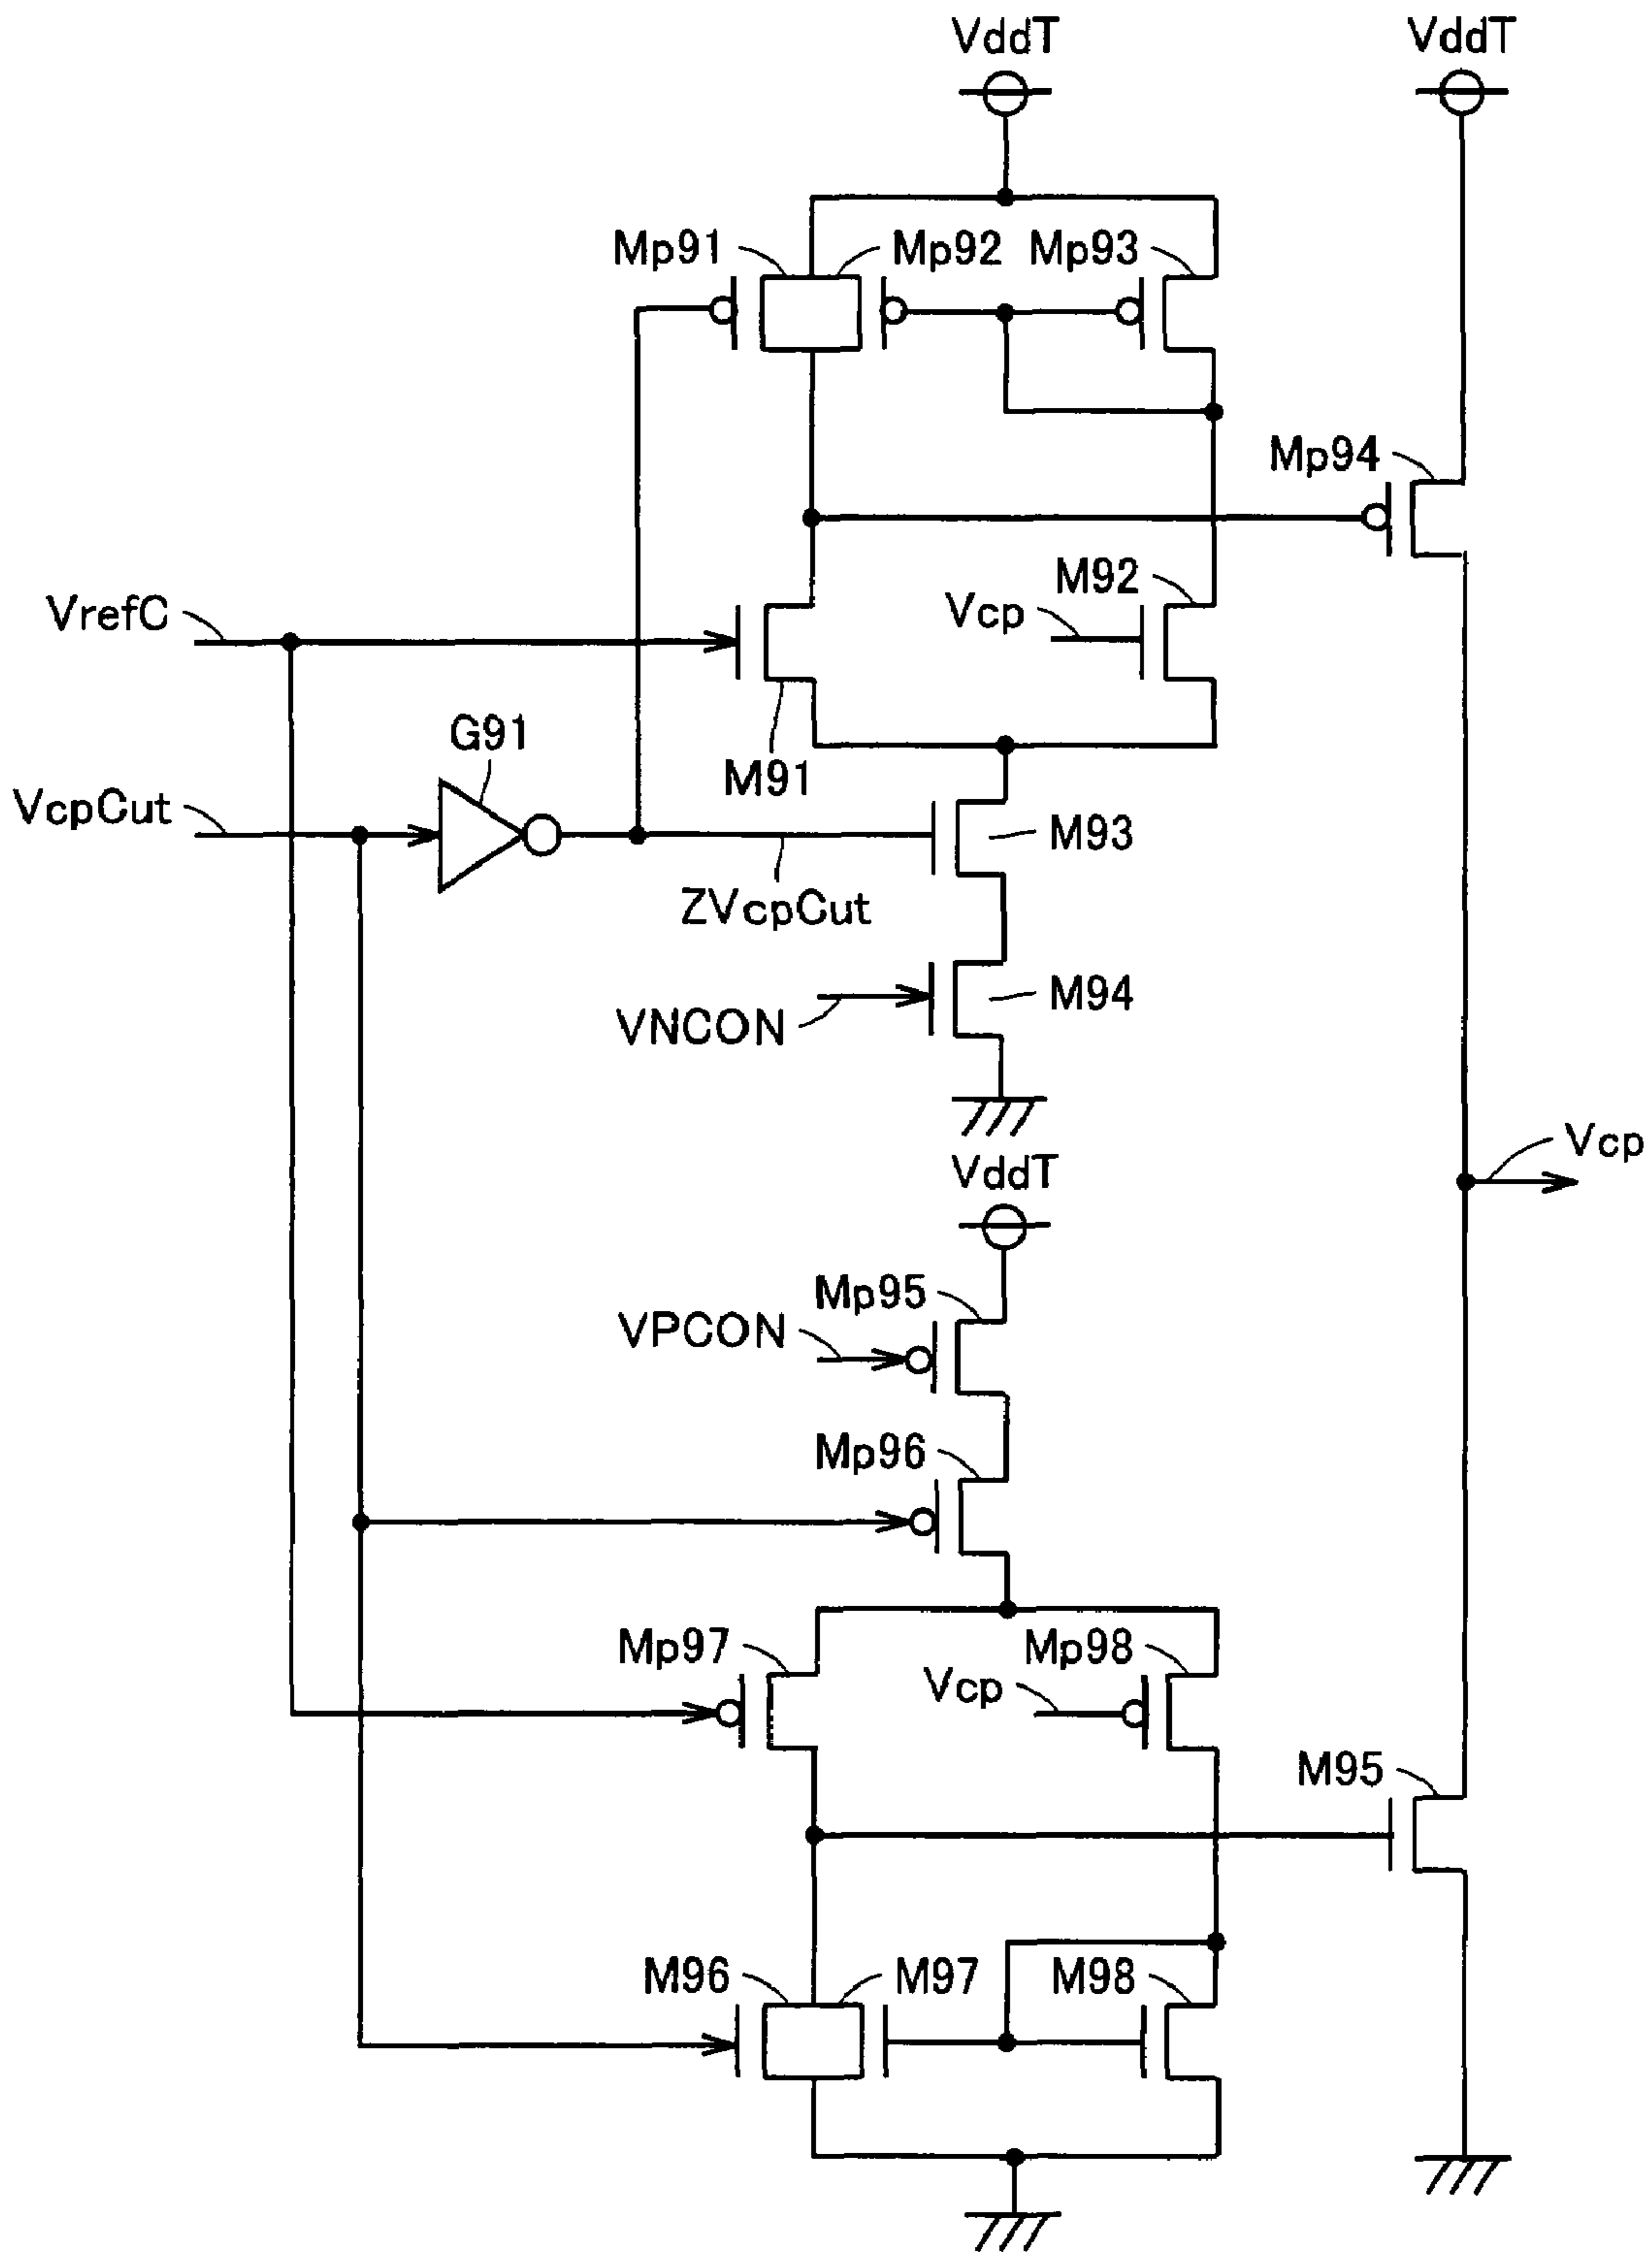 VddT
VddT
Mp91
Mp92
Mp93
Mp94
M92
VrefC
Vcp
G91
M91
VcpCut
M93
ZVcpCut
M94
VNCON
Vcp
VddT
Mp95
VPCON
Mp96
Mp97
Mp98
Vcp
M95
M96
M97
M98